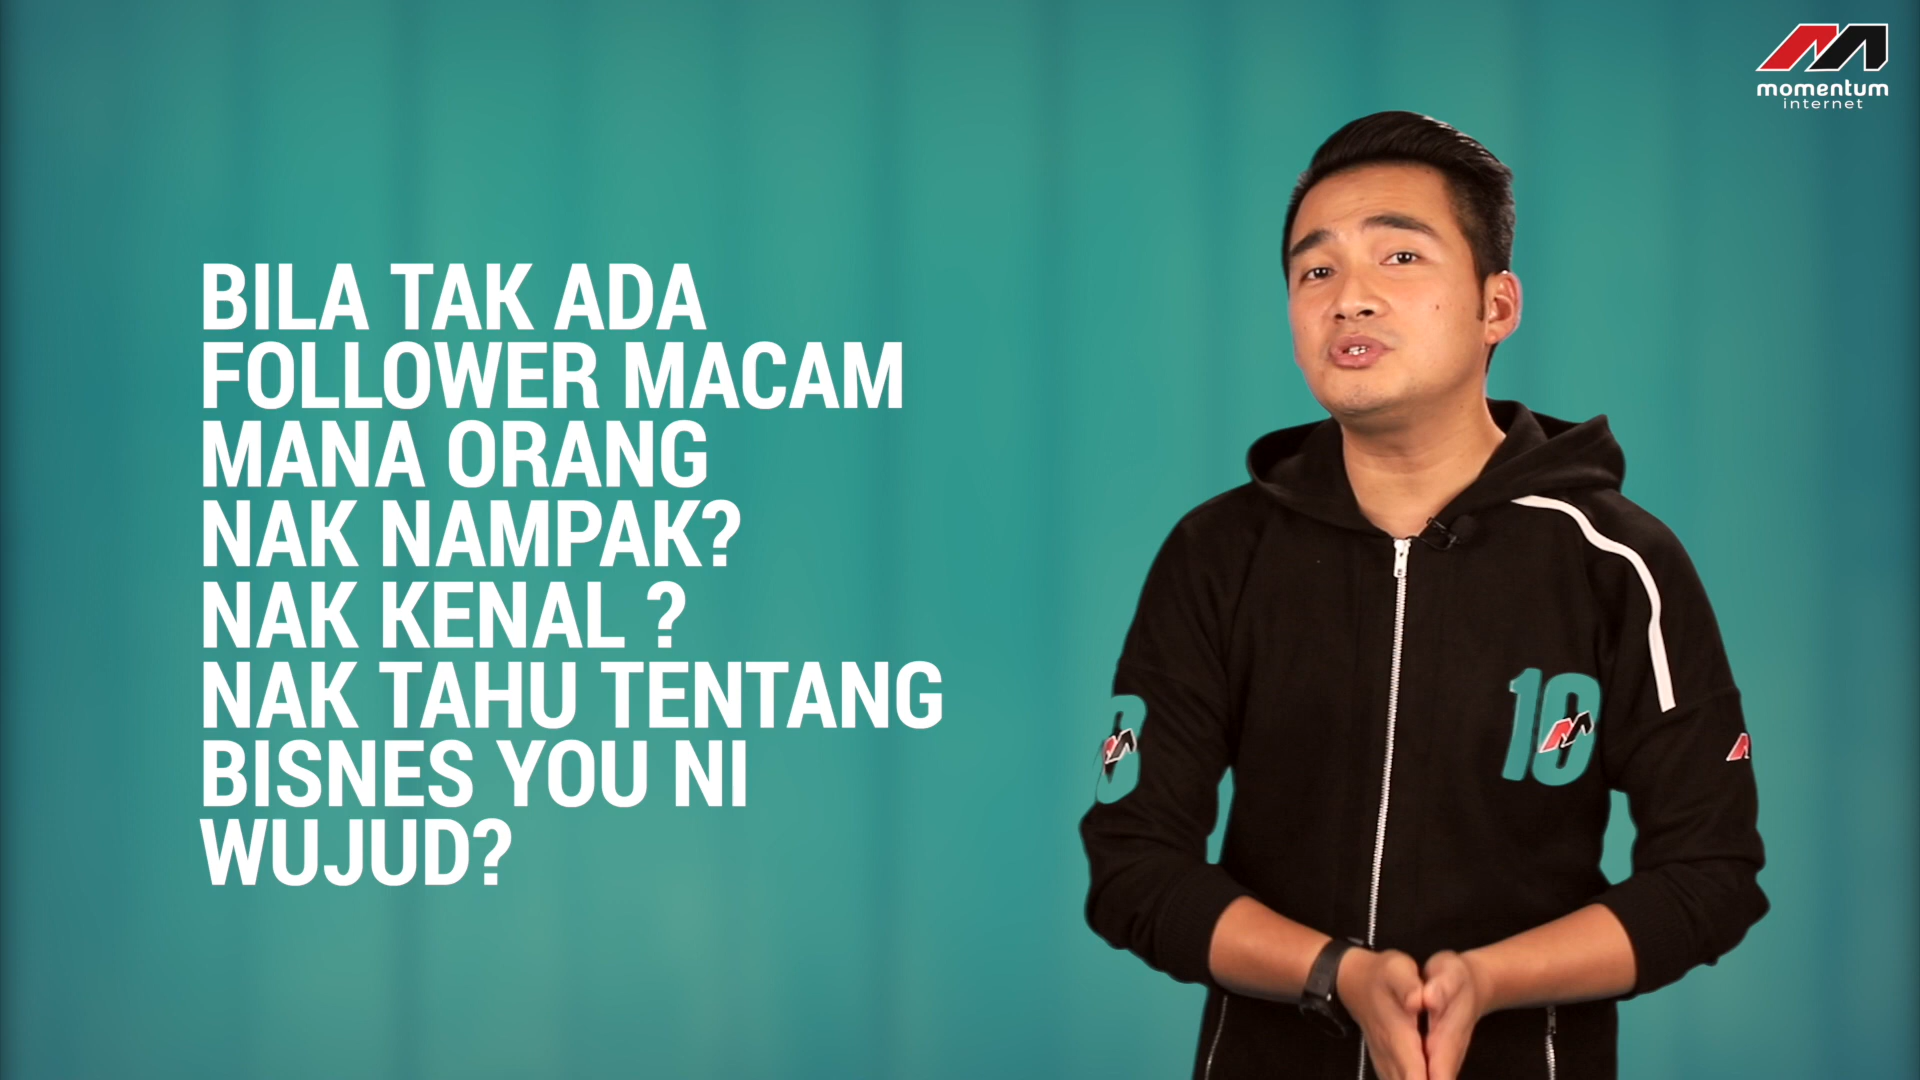 momentum
internet
BILA TAK ADA
FOLLOWER MACAM
MANA ORANG
NAK NAMPAK?
NAK KENAL ?
NAK TAHU TENTANG
BISNES YOU NI
WUJUD?
10